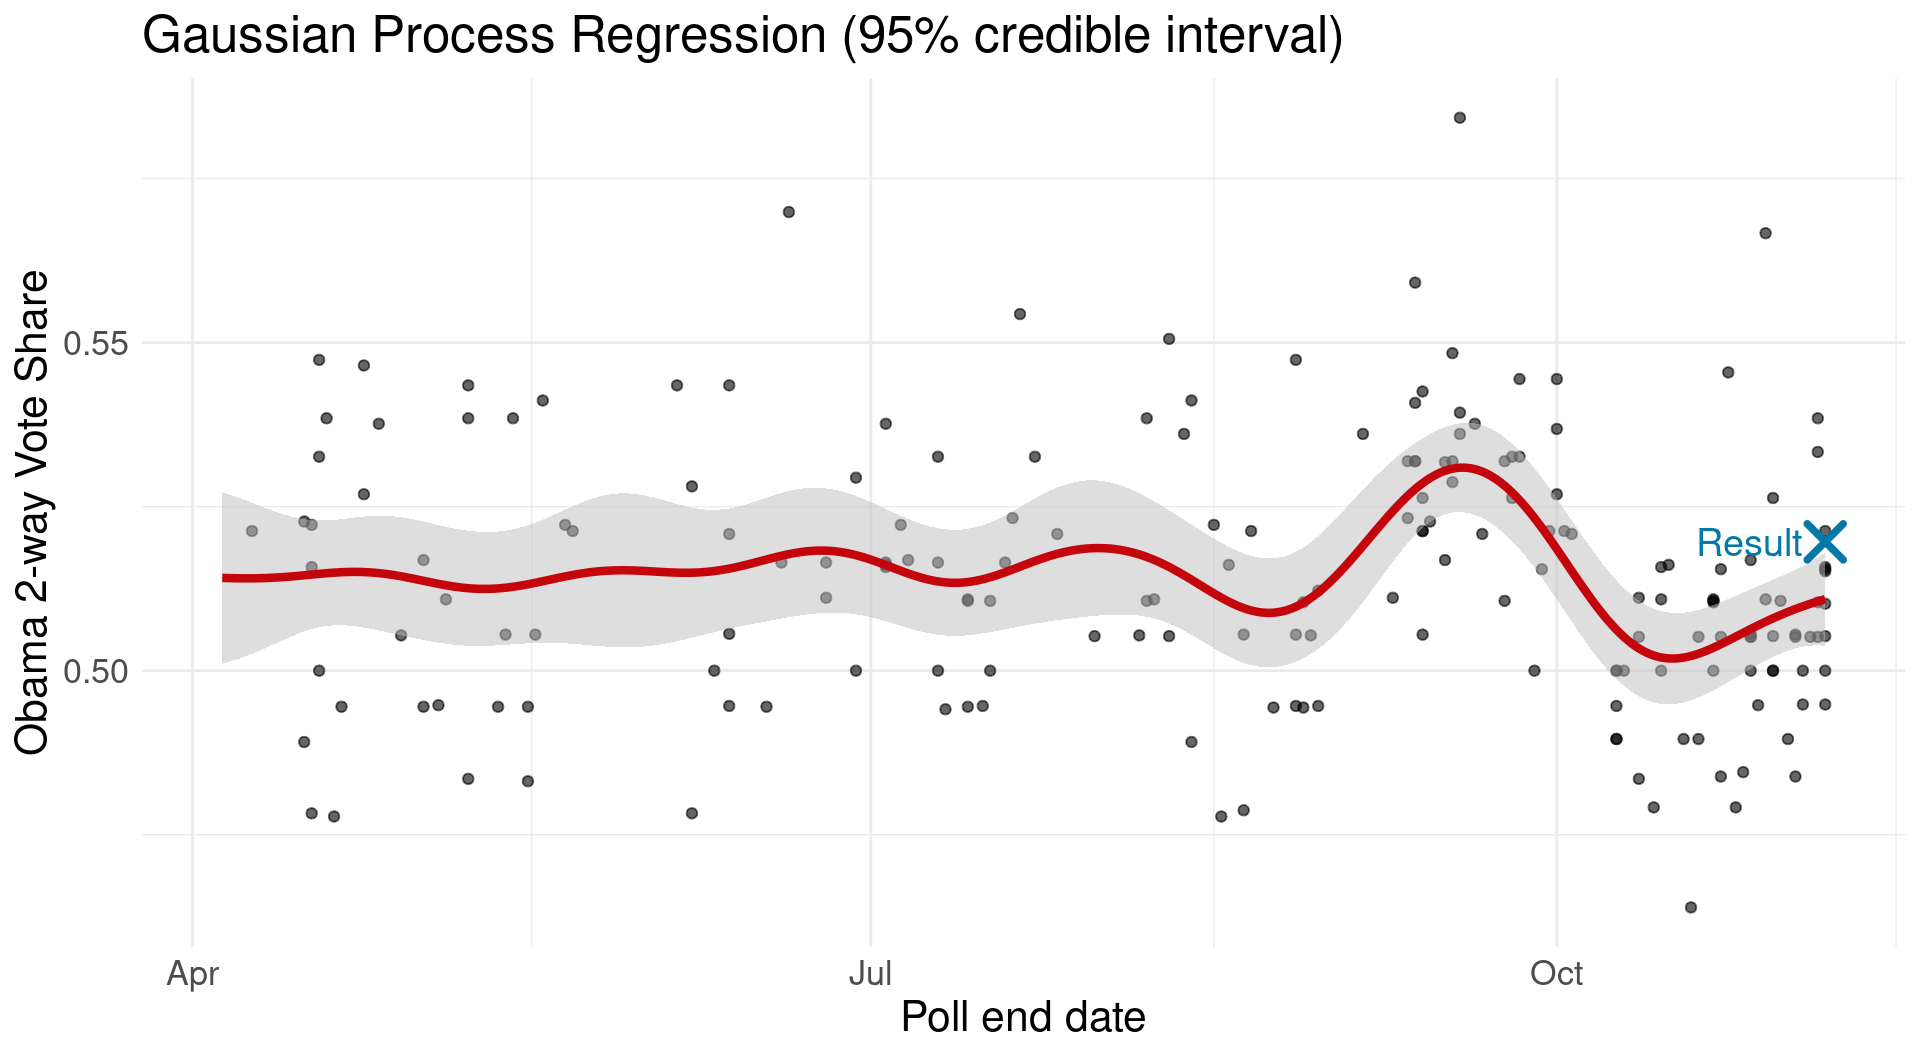 Gaussian Process Regression (95% credible interval)
Obama 2-way Vote Share
0.55
0.50
Result
Apr
Jul
Oct
Poll end date